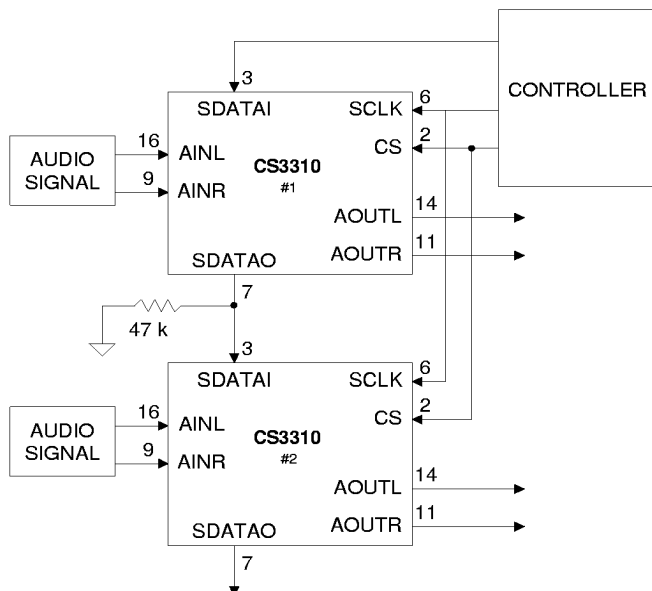 3
SDATAI
SCLK
6
CONTROLLER
2
CS
16
AUDIO
SIGNAL
AINL
CS3310
#1
9
AINR
AOUTL
14
AOUTR
11
SDATAO
7
47 k
3
SDATAI
SCLK
6
2
CS
16
AUDIO
SIGNAL
AINL
CS3310
#2
9
AINR
AOUTL
14
AOUTR
11
SDATAO
7